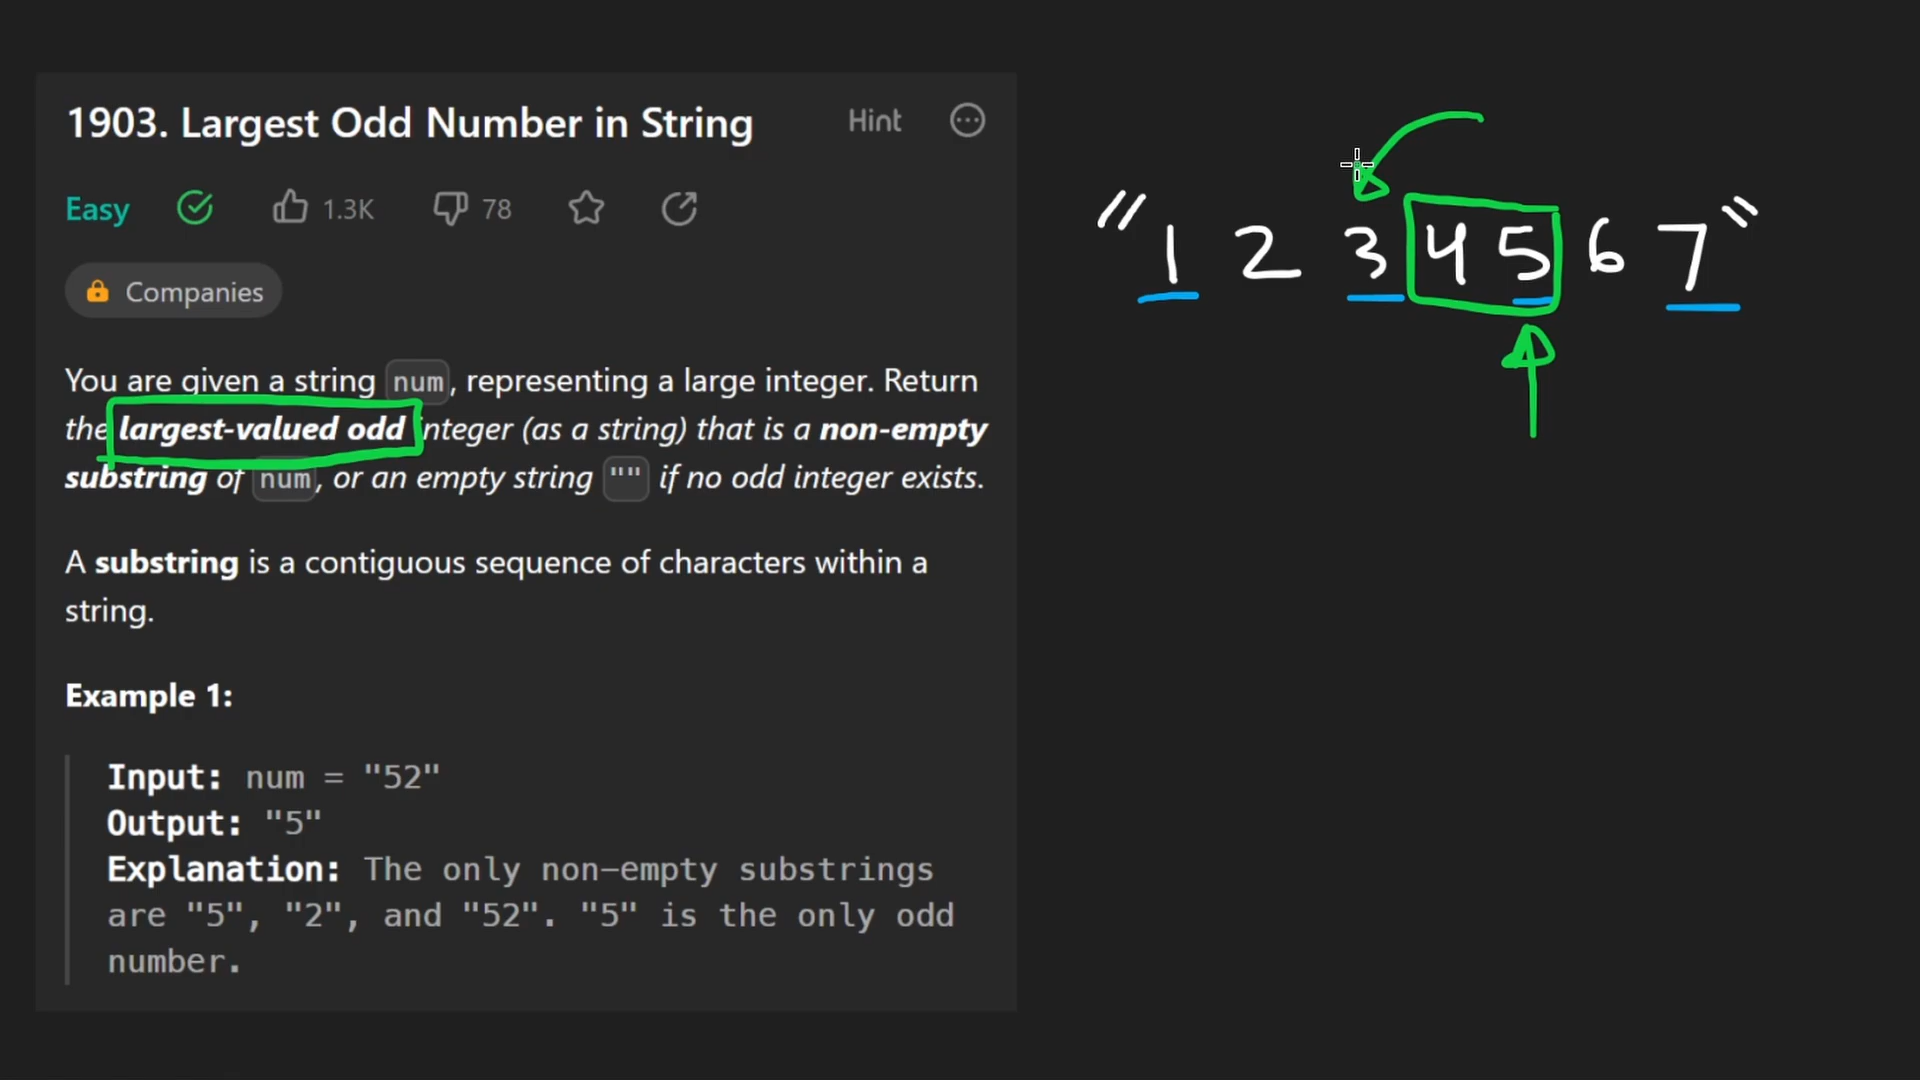 1903. Largest Odd Number in String
Hint
Easy
1.3K
78
Companies
You are given a string num, representing a large integer. Return
the largest-valued odd integer (as a string) that is a non-empty
substring of num, or an empty string "" if no odd integer exists.
A substring is a contiguous sequence of characters within a
string.
Example 1:
Input: num = "52"
Output: "5"
Explanation: The only non-empty substrings
are "5", "2", and "52". "5" is the only odd
number.
"1 2 3 4 5 6 7"